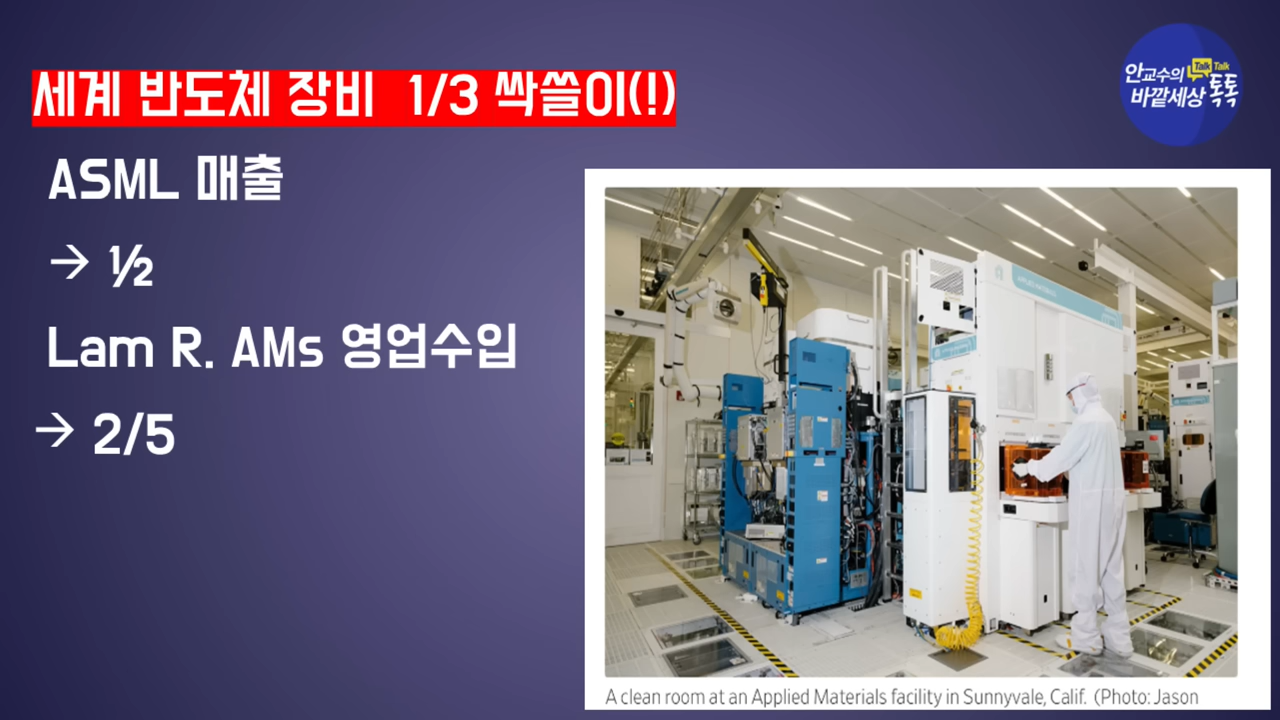 세계 반도체 장비 1/3 싹쓸이(!)
안교수의 Talk Talk
바깥세상 톡톡
ASML 매출
→ ½
Lam R. AMs 영업수입
→ 2/5
APPLIED MATERIALS
A clean room at an Applied Materials facility in Sunnyvale, Calif. (Photo: Jason